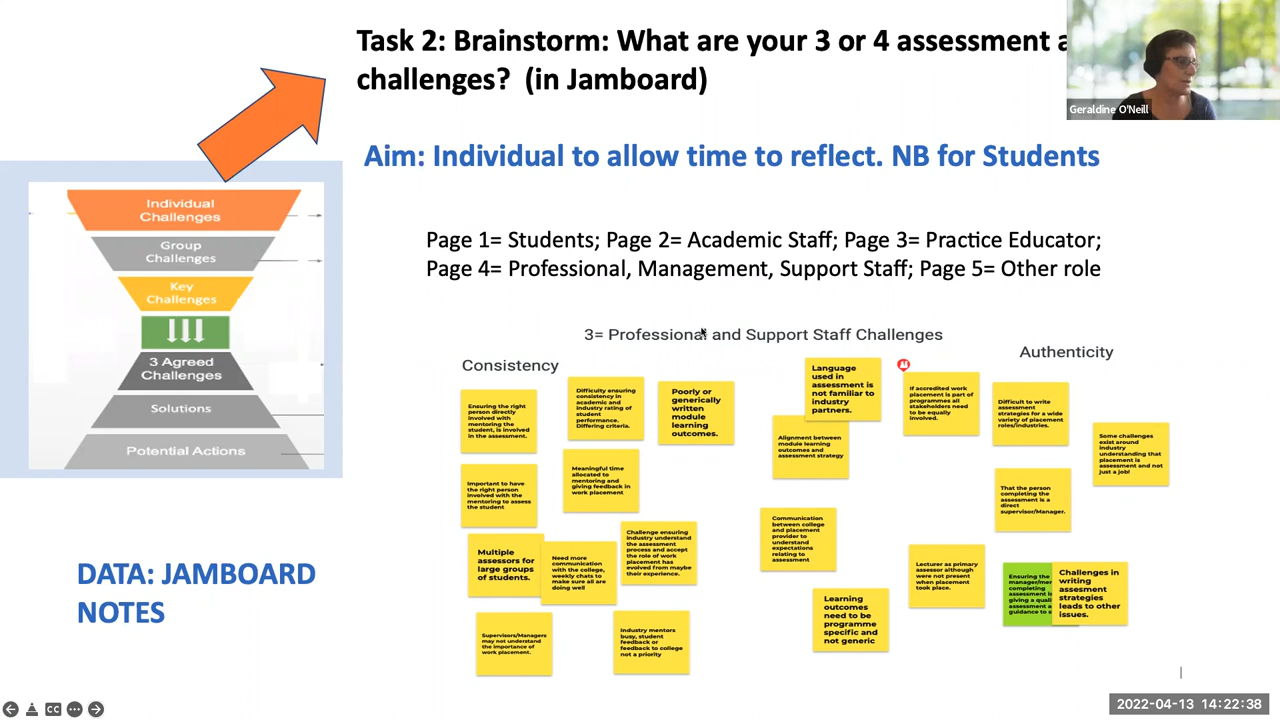 Task 2: Brainstorm: What are your 3 or 4 assessment
challenges? (in Jamboard)
Geraldine O'Neill
Aim: Individual to allow time to reflect. NB for Students
Individual
Challenges
Group
Challenges
Key
Challenges
3 Agreed
Challenges
Solutions
Potential Actions
Page 1= Students; Page 2= Academic Staff; Page 3= Practice Educator;
Page 4= Professional, Management, Support Staff; Page 5= Other role
3= Professional and Support Staff Challenges
Consistency
Authenticity
Ensuring the right
person directly
involved with
mentoring the
student, is involved
in the assessment.
Difficulty ensuring
consistency in
academic and
industry rating of
student
performance.
Differing criteria.
Poorly or
generically
written
module
learning
outcomes.
Language
used in
assessment is
not familiar to
industry
partners.
If accredited work
placement is part of
programmes all
stakeholders need
to be equally
involved.
Difficult to write
assessment
strategies for a wide
variety of placement
roles/industries.
Some challenges
exist around
industry
understanding that
placement is
assessment and not
just a job!
Alignment between
module learning
outcomes and
assessment strategy
Important to have
the right person
involved with the
mentoring to assess
the student
Meaningful time
allocated to
mentoring and
giving feedback in
work placement
That the person
completing the
assessment is a
direct
supervisor/Manager.
Communication
between college
and placement
provider to
understand
expectations
relating to
assessment
Multiple
assessors for
large groups
of students.
Need more
communication
with the college,
weekly chats to
make sure all are
doing well
Challenge ensuring
industry understand
the assessment
process and accept
the role of work
placement has
evolved from maybe
their experience.
Lecturer as primary
assessor although
were not present
when placement
took place.
Ensuring the
completing
assessment
giving a
assessment
guidance to
Challenges in
writing
assesment
strategies
leads to other
issues.
Learning
outcomes
need to be
programme
specific and
not generic
Supervisors/Managers
may not understand
the importance of
work placement.
Industry mentors
busy, student
feedback or
feedback to college
not a priority
DATA: JAMBOARD
NOTES
CC
2022-04-13 14:22:38